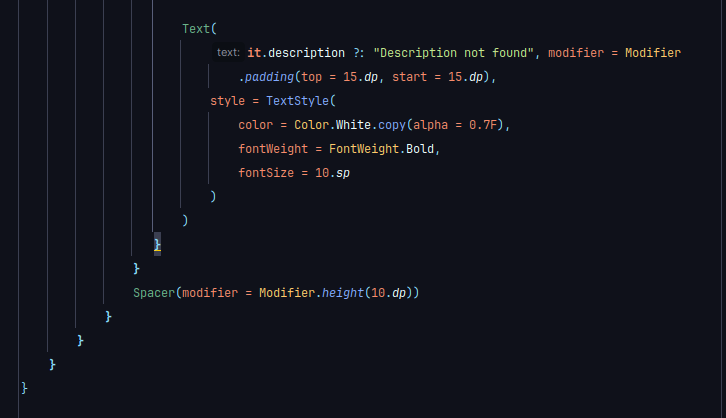 Text(
text: it.description ?: "Description not found", modifier = Modifier
.padding(top = 15.dp, start = 15.dp),
style = TextStyle(
color = Color.White.copy(alpha = 0.7F),
fontWeight = FontWeight.Bold,
fontSize = 10.sp
)
)
}
}
Spacer(modifier = Modifier.height(10.dp))
}
}
}
}